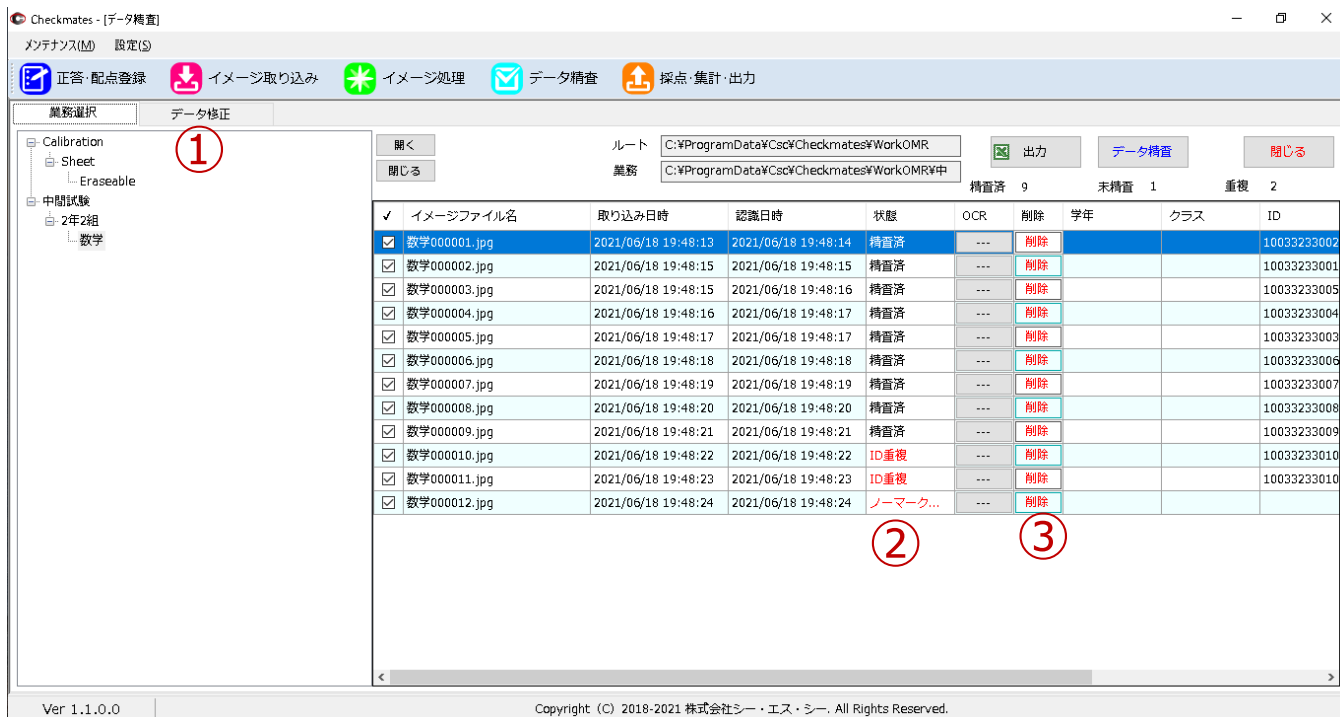 Checkmates - [データ精査]
メンテナンス(M) 設定(S)
正答・配点登録 イメージ取り込み イメージ処理 データ精査 採点・集計・出力
業務選択 データ修正
①
Calibration
Sheet
Eraseable
中間試験
2年2組
数学
開く ルート C:¥ProgramData¥Csc¥Checkmates¥WorkOMR 出力 データ精査 閉じる
閉じる 業務 C:¥ProgramData¥Csc¥Checkmates¥WorkOMR¥中
精査済 9 未精査 1 重複 2
✓ イメージファイル名 取り込み日時 認識日時 状態 OCR 削除 学年 クラス ID
数学000001.jpg 2021/06/18 19:48:13 2021/06/18 19:48:14 精査済 --- 削除 10033233002
数学000002.jpg 2021/06/18 19:48:15 2021/06/18 19:48:15 精査済 --- 削除 10033233001
数学000003.jpg 2021/06/18 19:48:15 2021/06/18 19:48:16 精査済 --- 削除 10033233005
数学000004.jpg 2021/06/18 19:48:16 2021/06/18 19:48:17 精査済 --- 削除 10033233004
数学000005.jpg 2021/06/18 19:48:17 2021/06/18 19:48:17 精査済 --- 削除 10033233003
数学000006.jpg 2021/06/18 19:48:18 2021/06/18 19:48:18 精査済 --- 削除 10033233006
数学000007.jpg 2021/06/18 19:48:19 2021/06/18 19:48:19 精査済 --- 削除 10033233007
数学000008.jpg 2021/06/18 19:48:20 2021/06/18 19:48:20 精査済 --- 削除 10033233008
数学000009.jpg 2021/06/18 19:48:21 2021/06/18 19:48:21 精査済 --- 削除 10033233009
数学000010.jpg 2021/06/18 19:48:22 2021/06/18 19:48:22 ID重複 --- 削除 10033233010
数学000011.jpg 2021/06/18 19:48:23 2021/06/18 19:48:23 ID重複 --- 削除 10033233010
数学000012.jpg 2021/06/18 19:48:24 2021/06/18 19:48:24 ノーマーク... --- 削除
② ③
Ver 1.1.0.0 Copyright (C) 2018-2021 株式会社シー・エス・シー. All Rights Reserved.